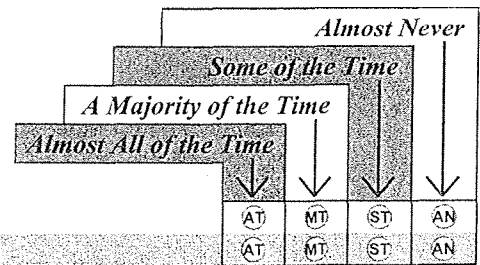 Almost Never
Some of the Time
A Majority of the Time
Almost All of the Time
AT MT ST AN
AT MT ST AN